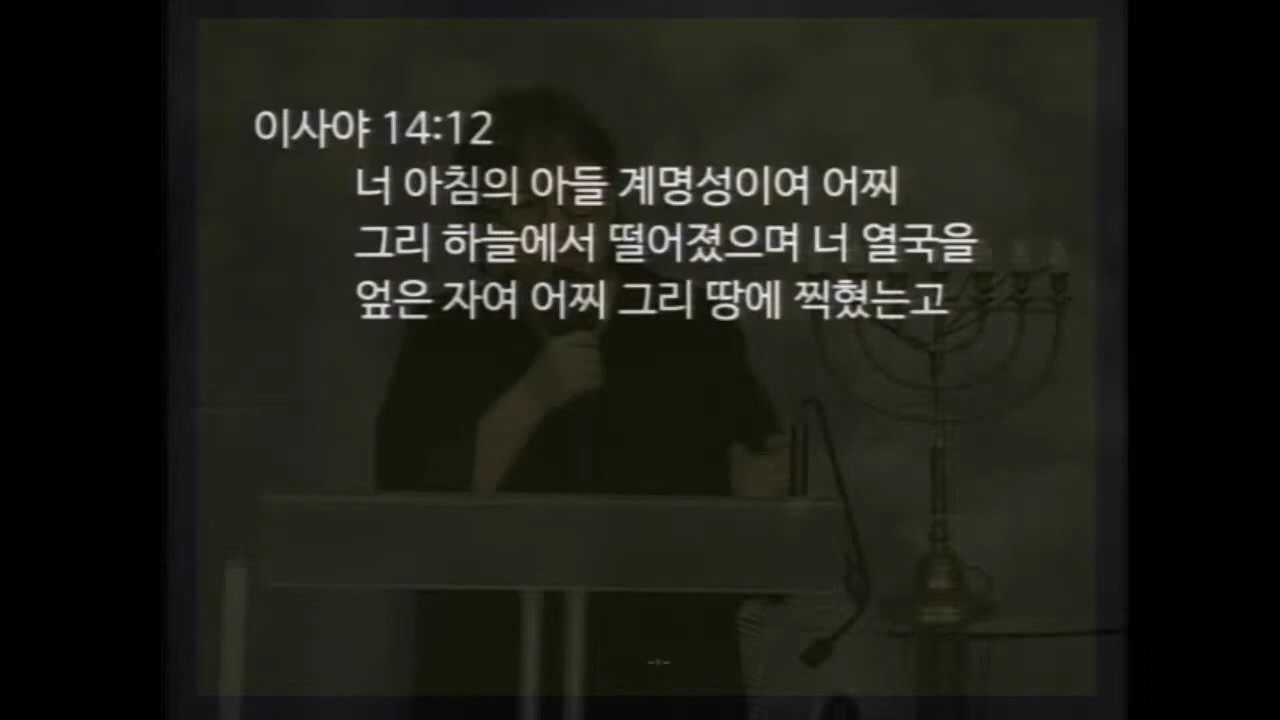 이사야 14:12
너 아침의 아들 계명성이여 어찌
그리 하늘에서 떨어졌으며 너 열국을
엎은 자여 어찌 그리 땅에 찍혔는고